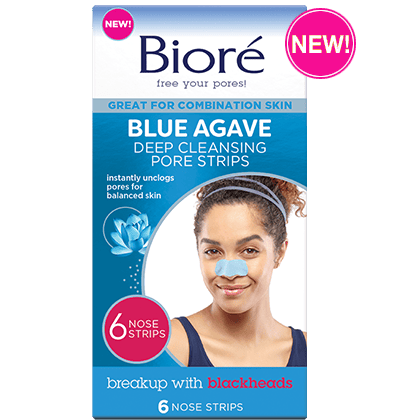 NEW!
NEW!
Bioré
free your pores!
GREAT FOR COMBINATION SKIN
BLUE AGAVE
DEEP CLEANSING
PORE STRIPS
instantly unclogs
pores for
balanced skin
6 NOSE
STRIPS
breakup with blackheads
6 NOSE STRIPS